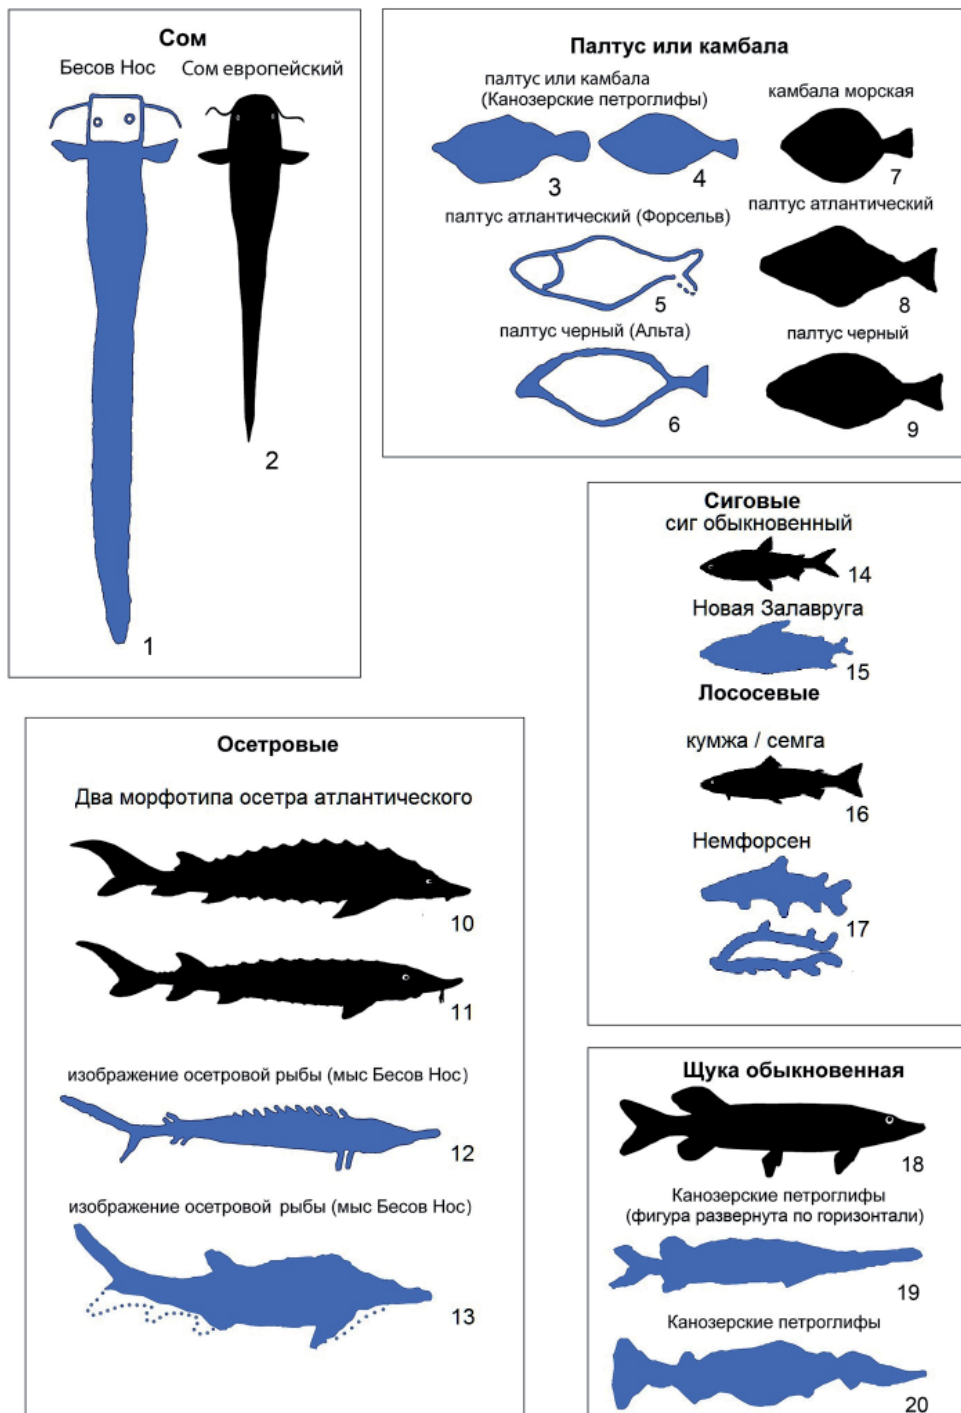 Сом
Бесов Нос
Сом европейский
1
2
Палтус или камбала
палтус или камбала
(Канозерские петроглифы)
камбала морская
3
4
7
палтус атлантический (Форсельв)
палтус атлантический
5
8
палтус черный (Альта)
палтус черный
6
9
Сиговые
сиг обыкновенный
14
Новая Залавруга
15
Лососевые
кумжа / семга
16
Немфорсен
17
Осетровые
Два морфотипа осетра атлантического
10
11
изображение осетровой рыбы (мыс Бесов Нос)
12
изображение осетровой рыбы (мыс Бесов Нос)
13
Щука обыкновенная
18
Канозерские петроглифы
(фигура развернута по горизонтали)
19
Канозерские петроглифы
20